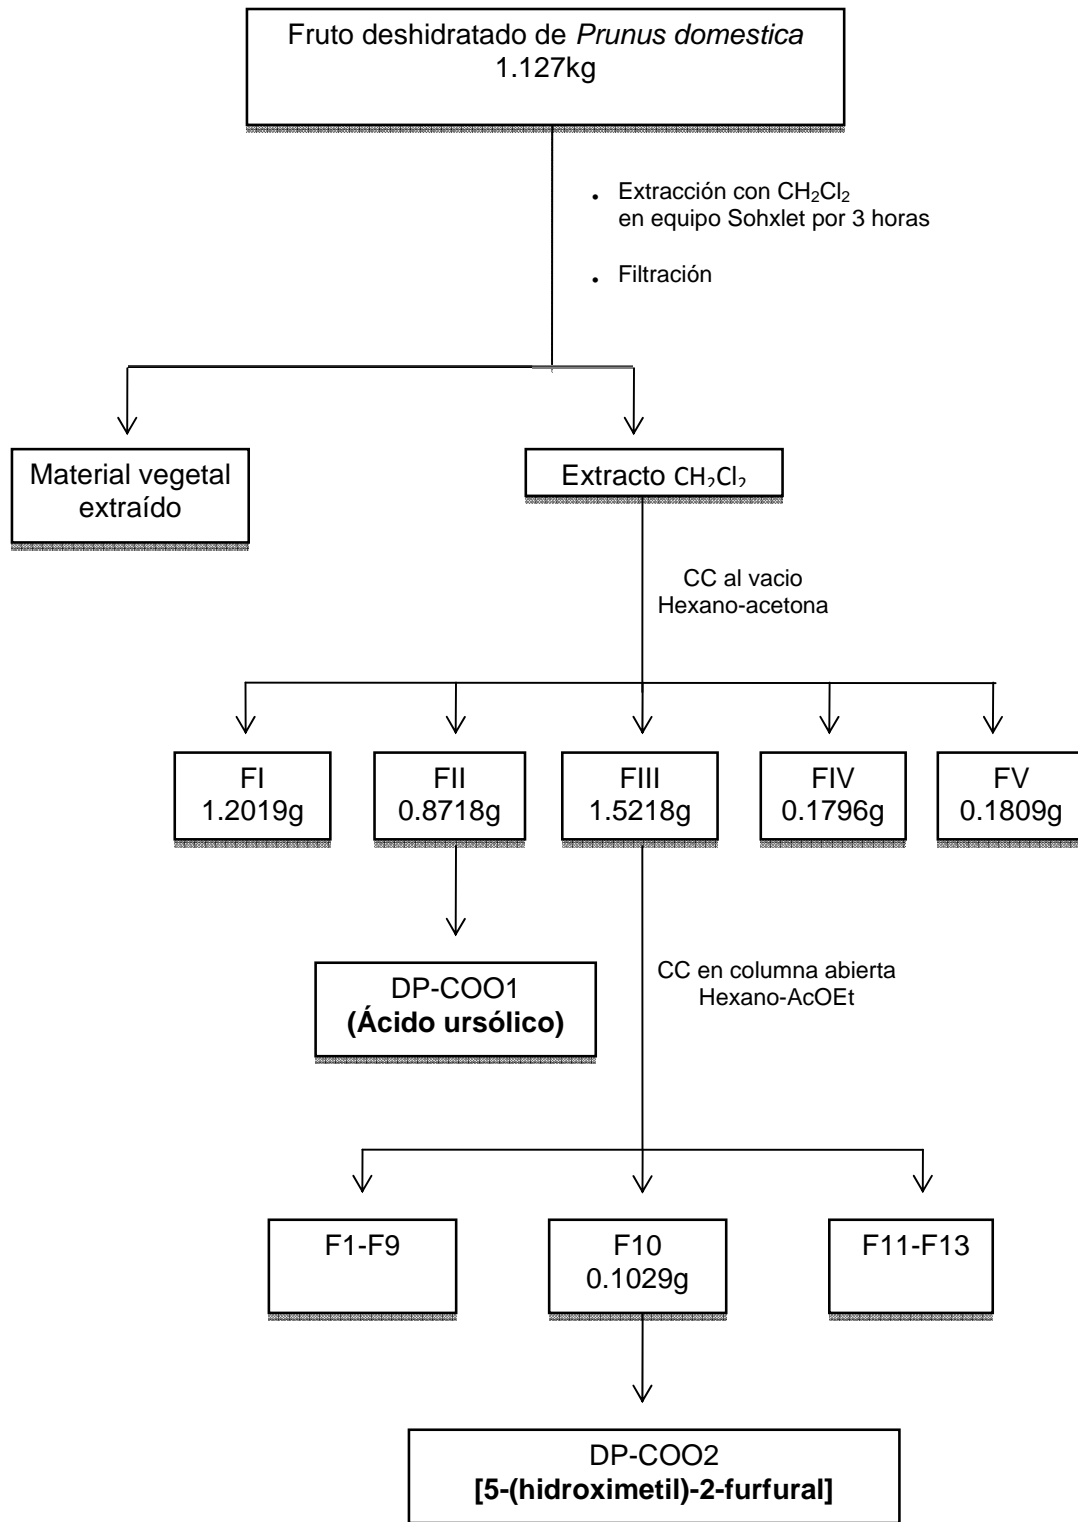 Fruto deshidratado de Prunus domestica
1.127kg
• Extracción con CH₂Cl₂
en equipo Sohxlet por 3 horas
• Filtración
Material vegetal
extraído
Extracto CH₂Cl₂
CC al vacio
Hexano-acetona
FI
1.2019g
FII
0.8718g
FIII
1.5218g
FIV
0.1796g
FV
0.1809g
DP-COO1
(Ácido ursólico)
CC en columna abierta
Hexano-AcOEt
F1-F9
F10
0.1029g
F11-F13
DP-COO2
[5-(hidroximetil)-2-furfural]